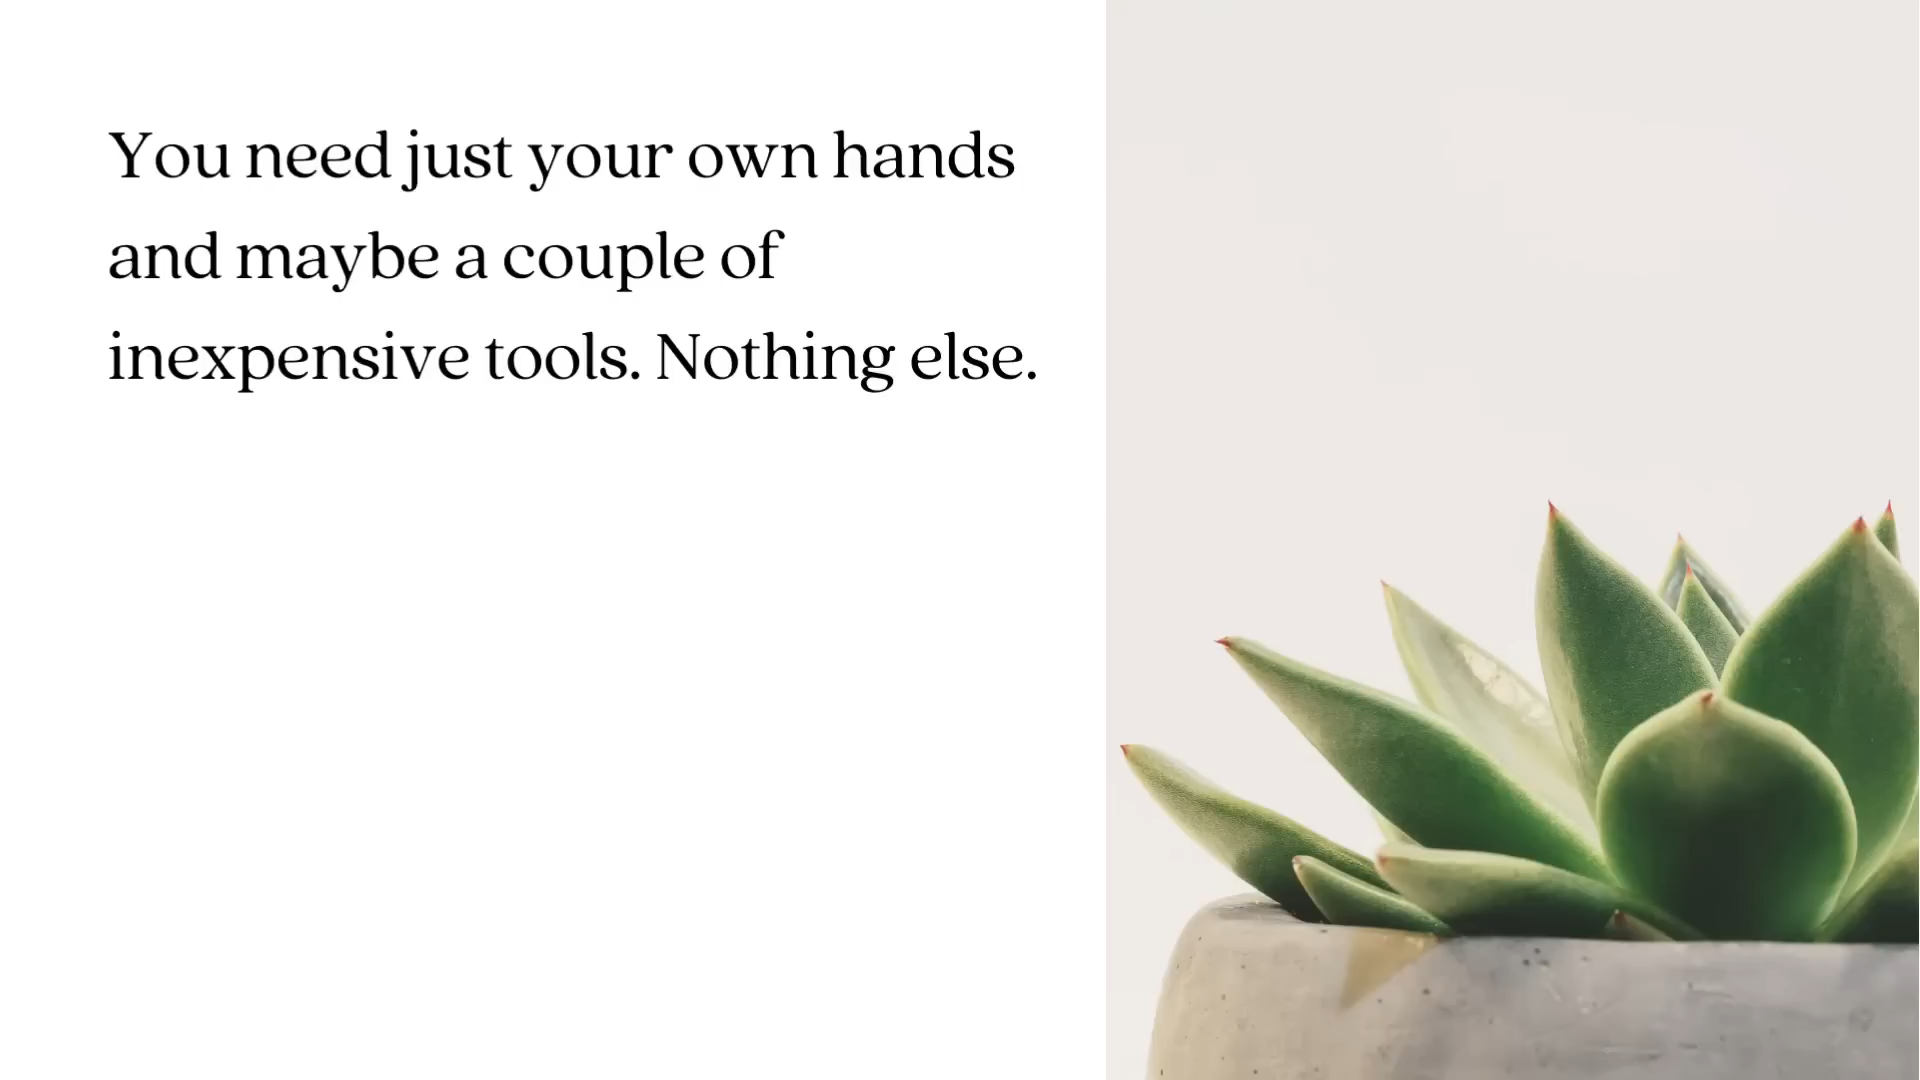 You need just your own hands
and maybe a couple of
inexpensive tools. Nothing else.